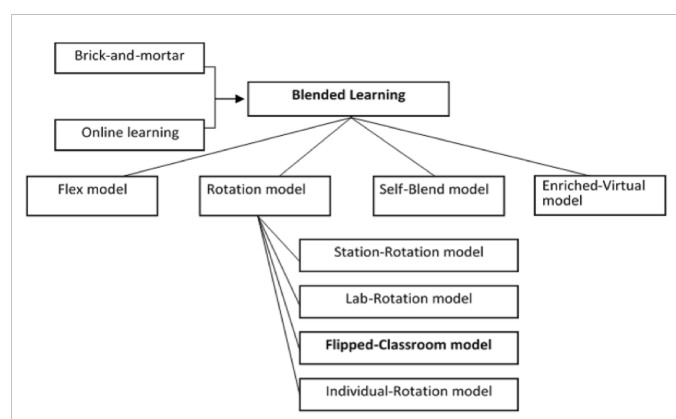 Brick-and-mortar
Blended Learning
Online learning
Flex model
Rotation model
Self-Blend model
Enriched-Virtual
model
Station-Rotation model
Lab-Rotation model
Flipped-Classroom model
Individual-Rotation model